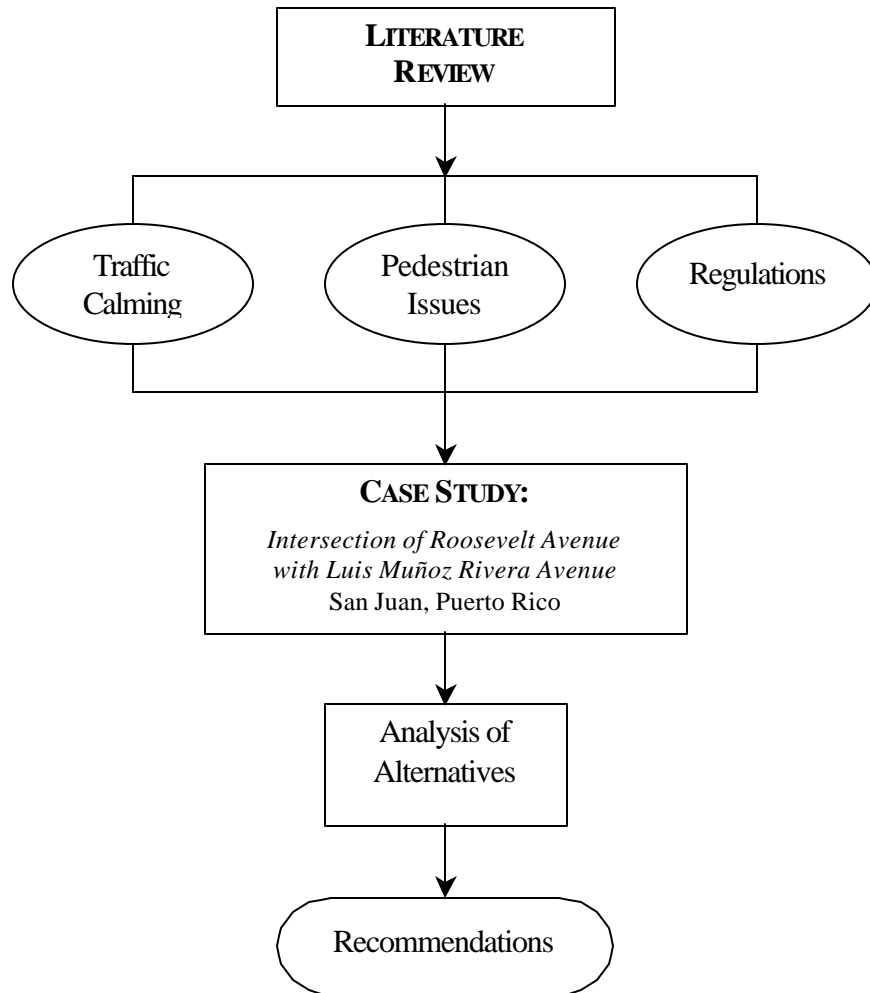 LITERATURE
REVIEW
Traffic
Calming
Pedestrian
Issues
Regulations
CASE STUDY:
Intersection of Roosevelt Avenue
with Luis Muñoz Rivera Avenue
San Juan, Puerto Rico
Analysis of
Alternatives
Recommendations